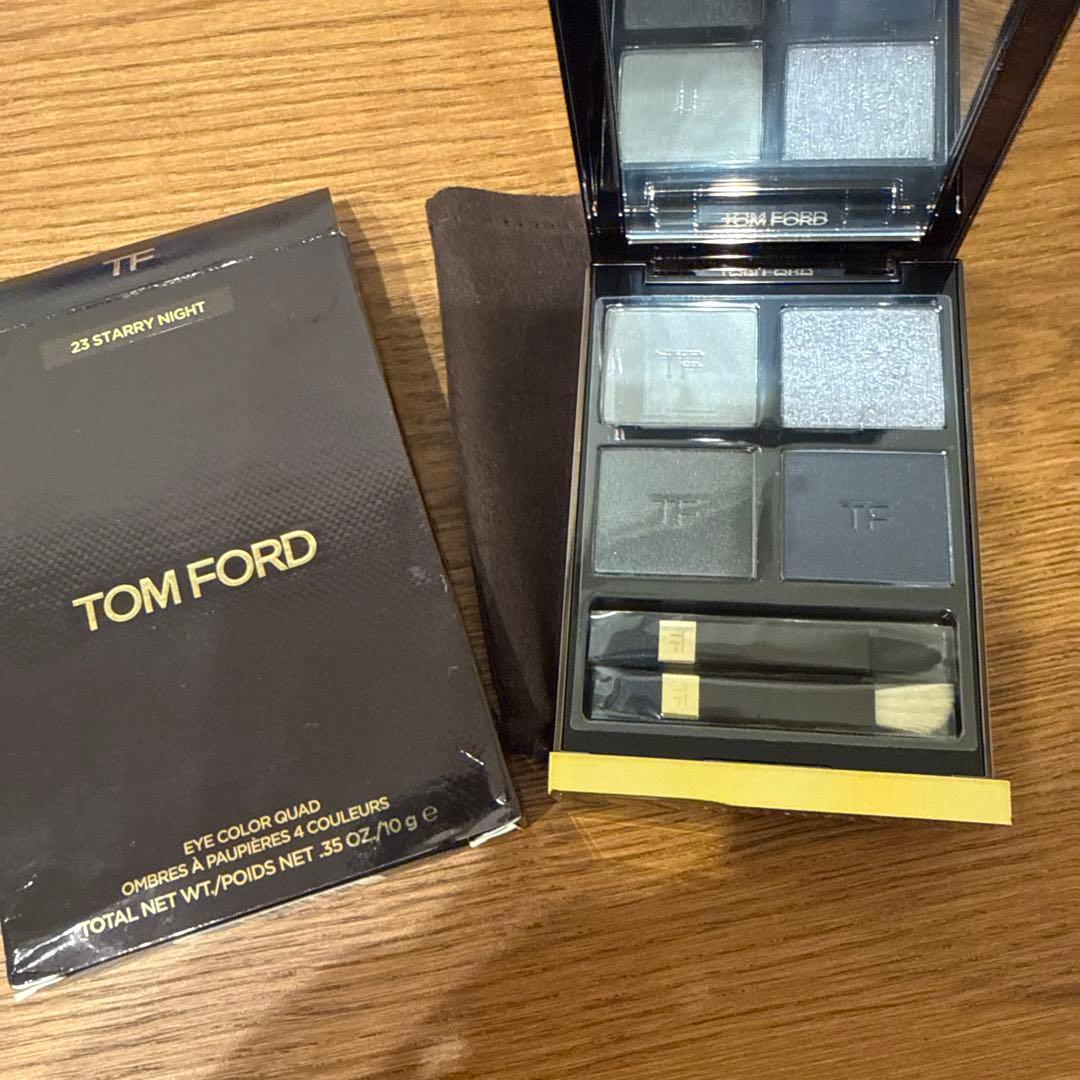 TF
23 STARRY NIGHT
TOM FORD
EYE COLOR QUAD
OMBRES À PAUPIÈRES 4 COULEURS
TOTAL NET WT./POIDS NET .35 OZ./10 g ℮
TOM FORD
TOM FORD
TF
TF
TF
TF
TF